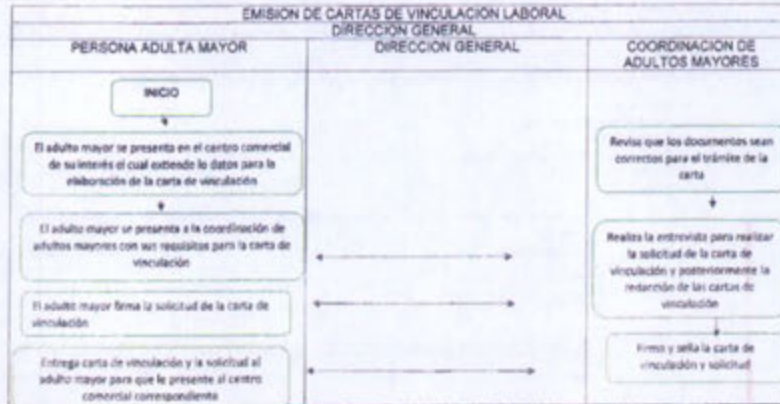 EMISION DE CARTAS DE VINCULACION LABORAL
DIRECCION GENERAL
PERSONA ADULTA MAYOR
DIRECCION GENERAL
COORDINACION DE
ADULTOS MAYORES
INICIO
El adulto mayor se presenta en el centro comercial
de su interés el cual extiende lo datos para la
elaboración de la carta de vinculación
El adulto mayor se presenta a la coordinación de
adultos mayores con sus requisitos para la carta de
vinculación
El adulto mayor firma la solicitud de la carta de
vinculación
Entrega carta de vinculación y la solicitud al
adulto mayor para que le presente al centro
comercial correspondiente
Revisa que los documentos sean
correctos para el trámite de la
carta
Realiza la entrevista para realizar
la solicitud de la carta de
vinculación y posteriormente la
redacción de las cartas de
vinculación
Firma y sella la carta de
vinculación y solicitud